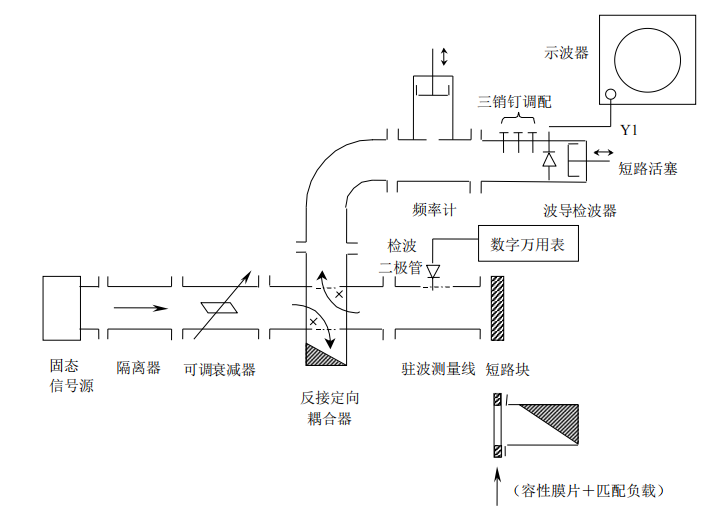 示波器
三销钉调配
Y1
短路活塞
频率计
波导检波器
检波
二极管
数字万用表
固态
信号源
隔离器
可调衰减器
反接定向
耦合器
驻波测量线
短路块
（容性膜片＋匹配负载）